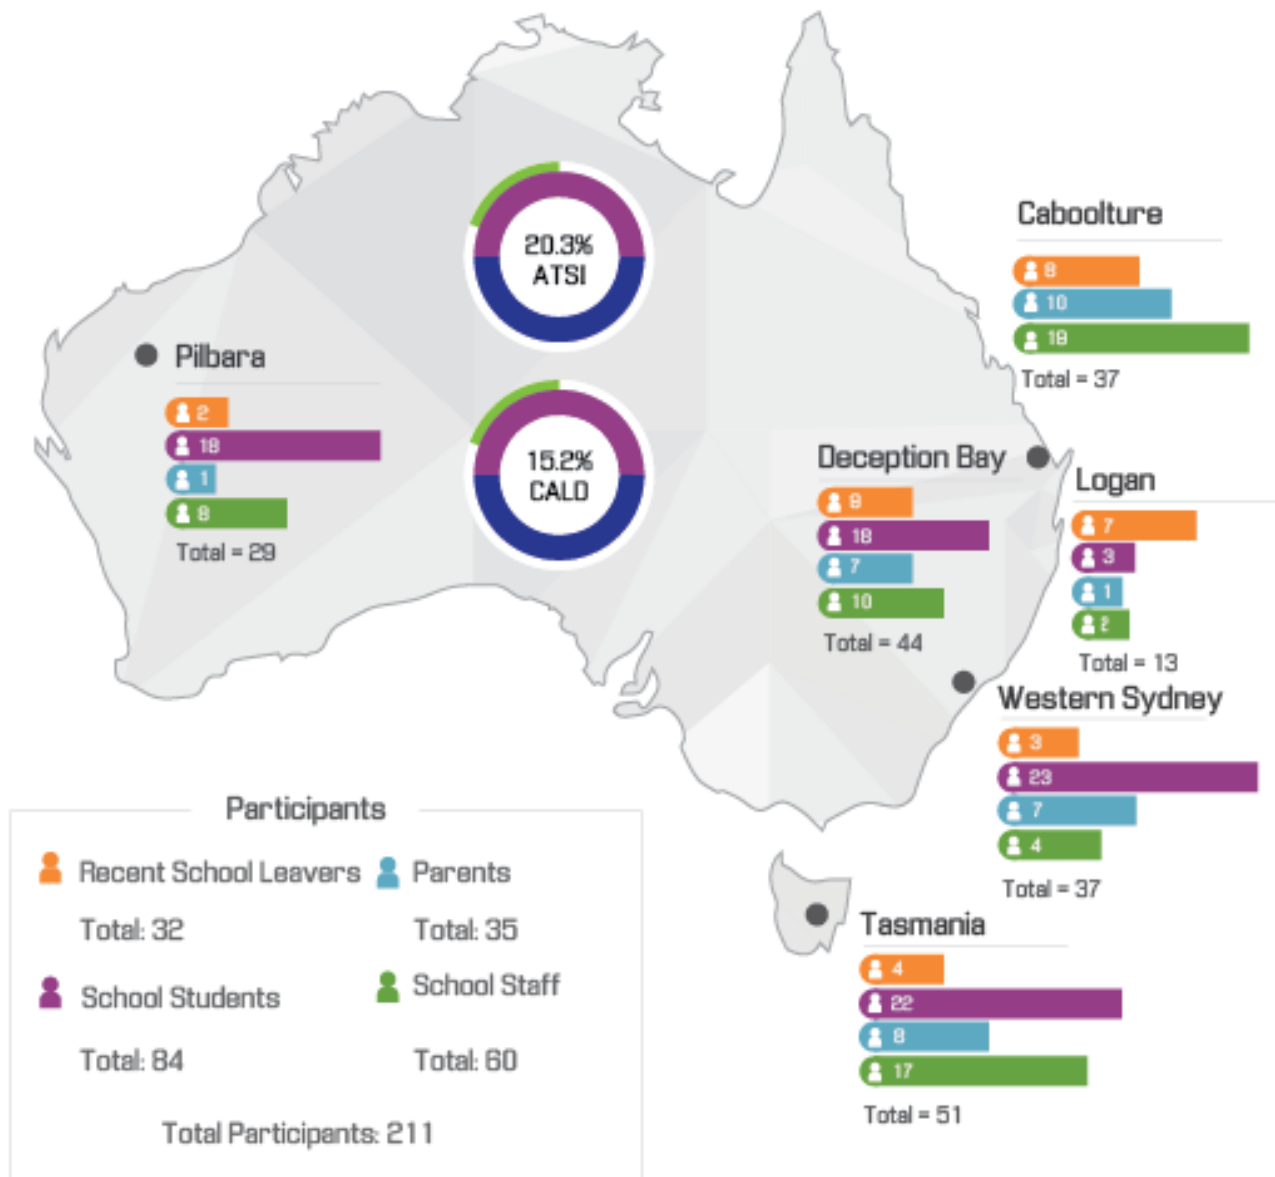 Caboolture
8
10
19
Total = 37
20.3%
ATSI
Pilbara
2
18
1
8
Total = 29
15.2%
CALD
Deception Bay
9
18
7
10
Total = 44
Logan
7
3
1
2
Total = 13
Western Sydney
3
23
7
4
Total = 37
Tasmania
4
22
8
17
Total = 51
Participants
Recent School Leavers
Total: 32
Parents
Total: 35
School Students
Total: 84
School Staff
Total: 60
Total Participants: 211